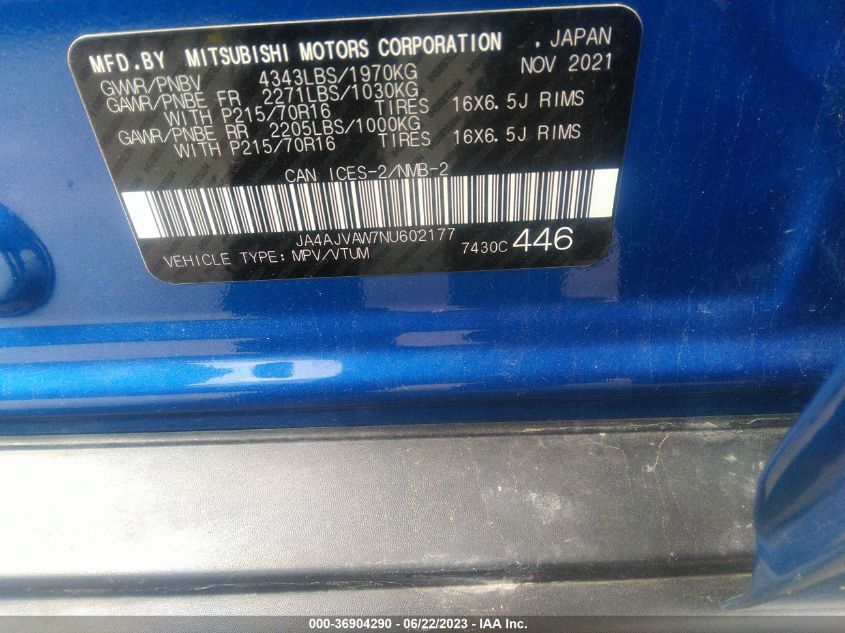 MFD.BY MITSUBISHI MOTORS CORPORATION , JAPAN
GWWR/PNBV 4343LBS/1970KG NOV 2021
GAWR/PNBE FR 2271LBS/1030KG
WITH P215/70R16 TIRES 16X6.5J RIMS
GAWR/PNBE RR 2205LBS/1000KG
WITH P215/70R16 TIRES 16X6.5J RIMS
CAN ICES-2/NMB-2
JA4AJVAW7NU602177
VEHICLE TYPE: MPV/VTUM 7430C 446
000-36904290 - 06/22/2023 - IAA Inc.